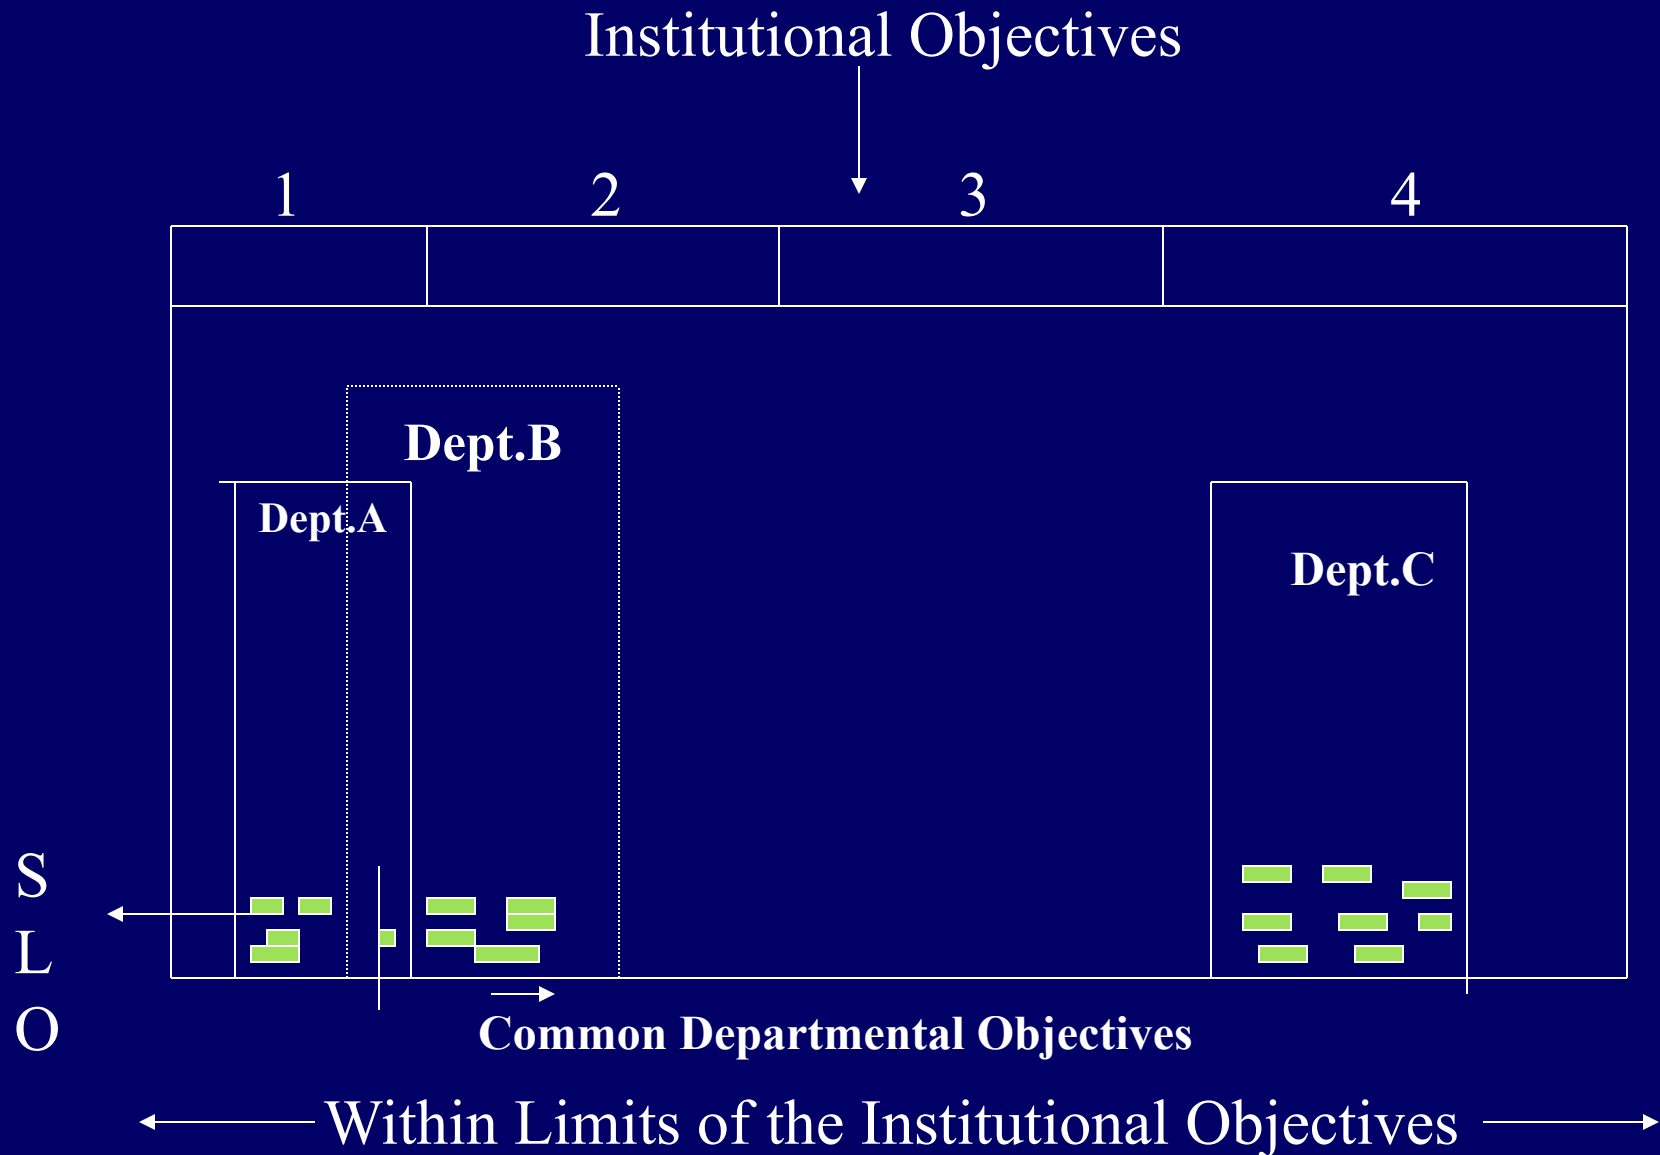 Institutional Objectives
1 2 3 4
Dept.B
Dept.A
Dept.C
S
L
O
Common Departmental Objectives
Within Limits of the Institutional Objectives